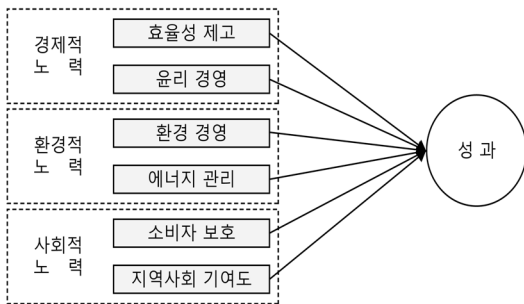 경제적
노 력
효율성 제고
윤리 경영
환경적
노 력
환경 경영
에너지 관리
사회적
노 력
소비자 보호
지역사회 기여도
성 과